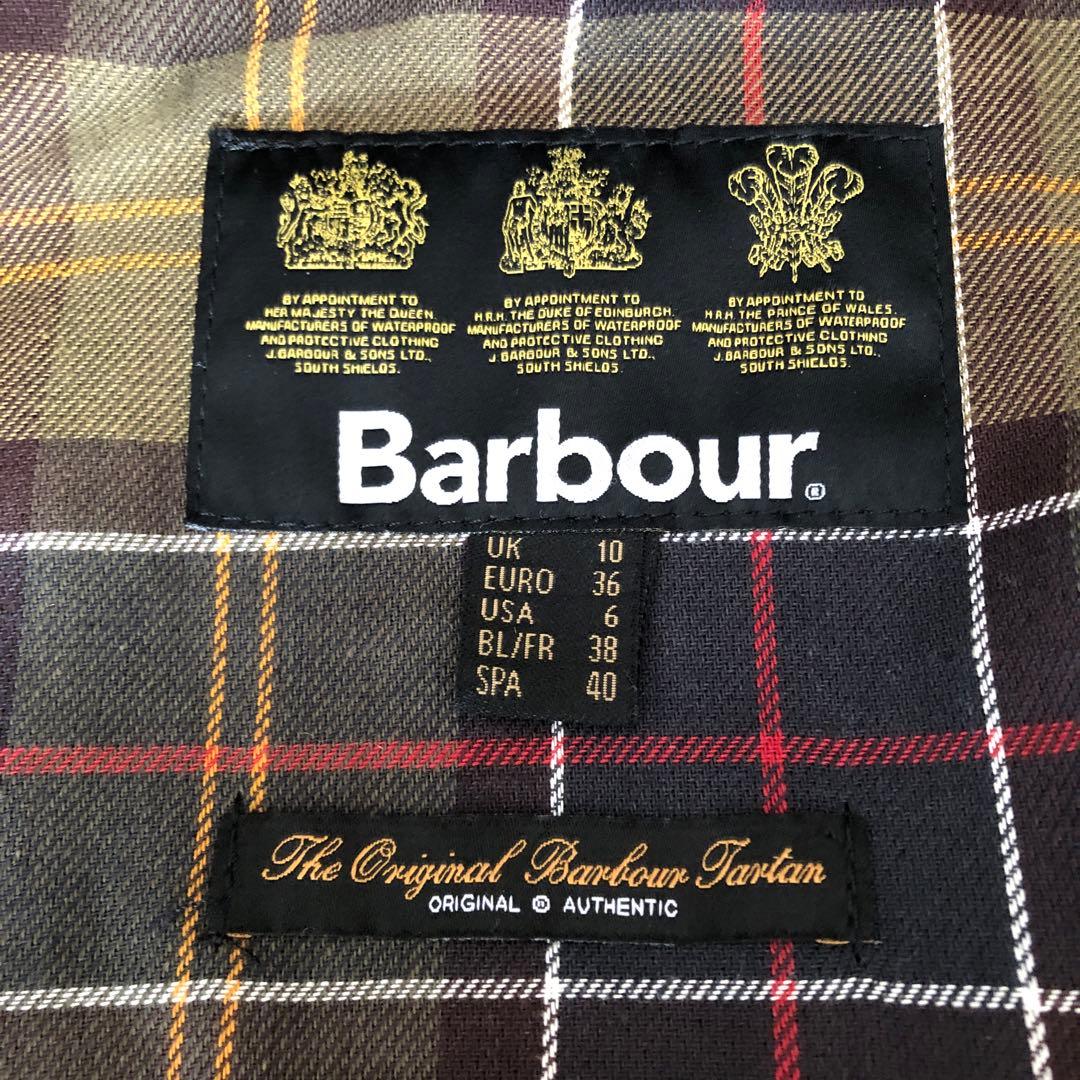 BY APPOINTMENT TO
HER MAJESTY THE QUEEN.
MANUFACTURERS OF WATERPROOF
AND PROTECTIVE CLOTHING
J. BARBOUR & SONS LTD.,
SOUTH SHIELDS.
BY APPOINTMENT TO
H.R.H. THE DUKE OF EDINBURGH.
MANUFACTURERS OF WATERPROOF
AND PROTECTIVE CLOTHING
J. BARBOUR & SONS LTD.,
SOUTH SHIELDS.
BY APPOINTMENT TO
H.R.H. THE PRINCE OF WALES.
MANUFACTURERS OF WATERPROOF
AND PROTECTIVE CLOTHING
J. BARBOUR & SONS LTD.,
SOUTH SHIELDS.
Barbour®
UK 10
EURO 36
USA 6
BL/FR 38
SPA 40
The Original Barbour Tartan
ORIGINAL AUTHENTIC